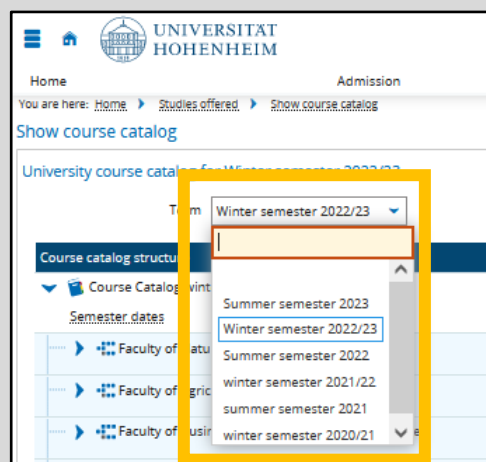 UNIVERSITÄT
HOHENHEIM
Home Admission
You are here: Home Studies offered Show course catalog
Show course catalog
University course catalog for Winter semester 2022/23
Winter semester 2022/23
Course catalog
Summer semester 2023
Course Catalog
Winter semester 2022/23
Semester dates
Summer semester 2022
Faculty of
winter semester 2021/22
Faculty of
summer semester 2021
Faculty of
winter semester 2020/21